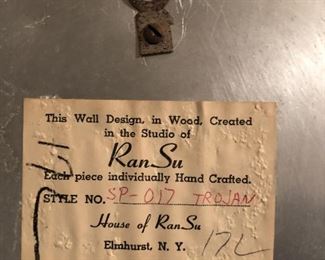 This Wall Design, in Wood, Created
in the Studio of
RanSu
Each piece individually Hand Crafted.
STYLE NO. SP-017 TROJAN
House of RanSu
Elmhurst, N. Y.